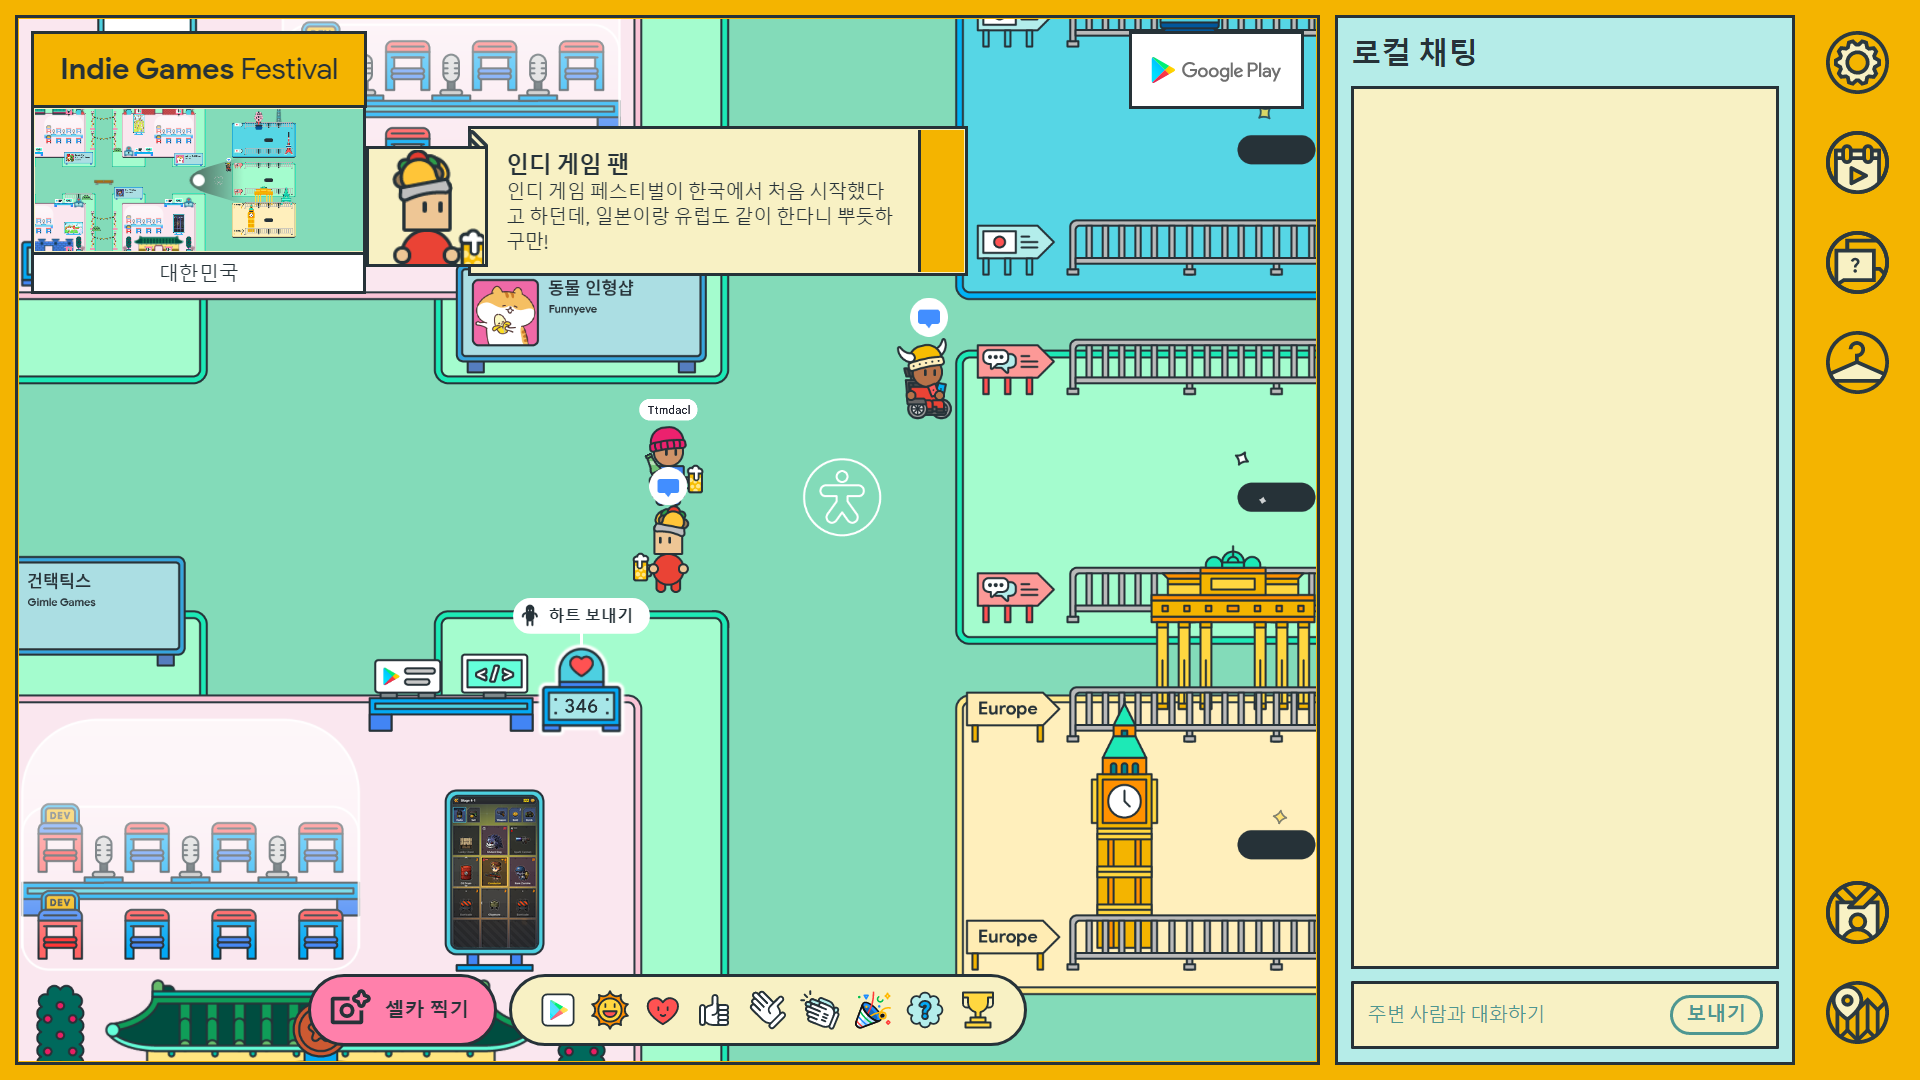 Indie Games Festival
대한민국
인디 게임 팬
인디 게임 페스티벌이 한국에서 처음 시작했다
고 하던데, 일본이랑 유럽도 같이 한다니 뿌듯하
구만!
Google Play
동물 인형샵
Funnyeve
Ttmdacl
건택틱스
Gimle Games
하트 보내기
</>
346
Europe
DEV
DEV
Europe
셀카 찍기
?
로컬 채팅
?
주변 사람과 대화하기
보내기